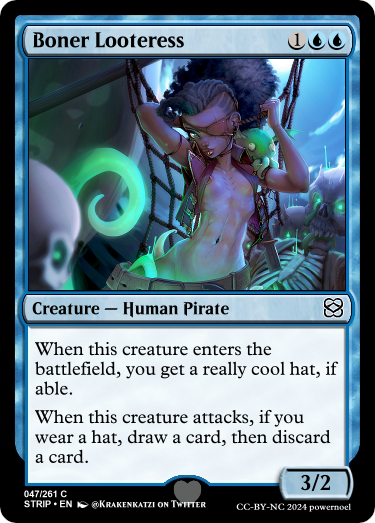 Boner Looteress 1
Creature — Human Pirate
When this creature enters the
battlefield, you get a really cool hat, if
able.
When this creature attacks, if you
wear a hat, draw a card, then discard
a card.
3/2
047/261 C
STRIP • EN @Krakenkatzi on Twitter
CC-BY-NC 2024 powernoel